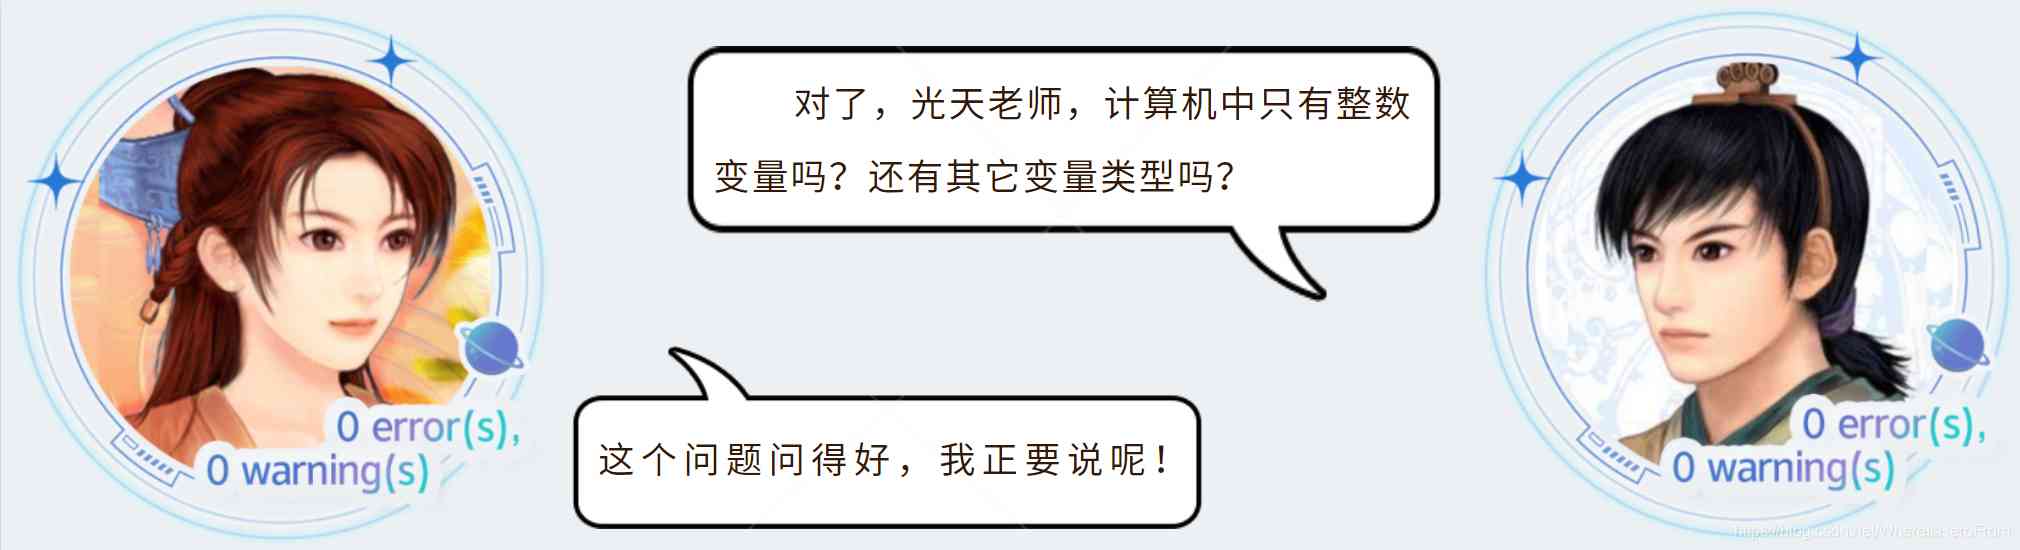 对了，光天老师，计算机中只有整数
变量吗？还有其它变量类型吗？
这个问题问得好，我正要说呢！
0 error(s),
0 warning(s)
0 error(s),
0 warning(s)
https://blog.csdn.net/WhereIsHeroFrom